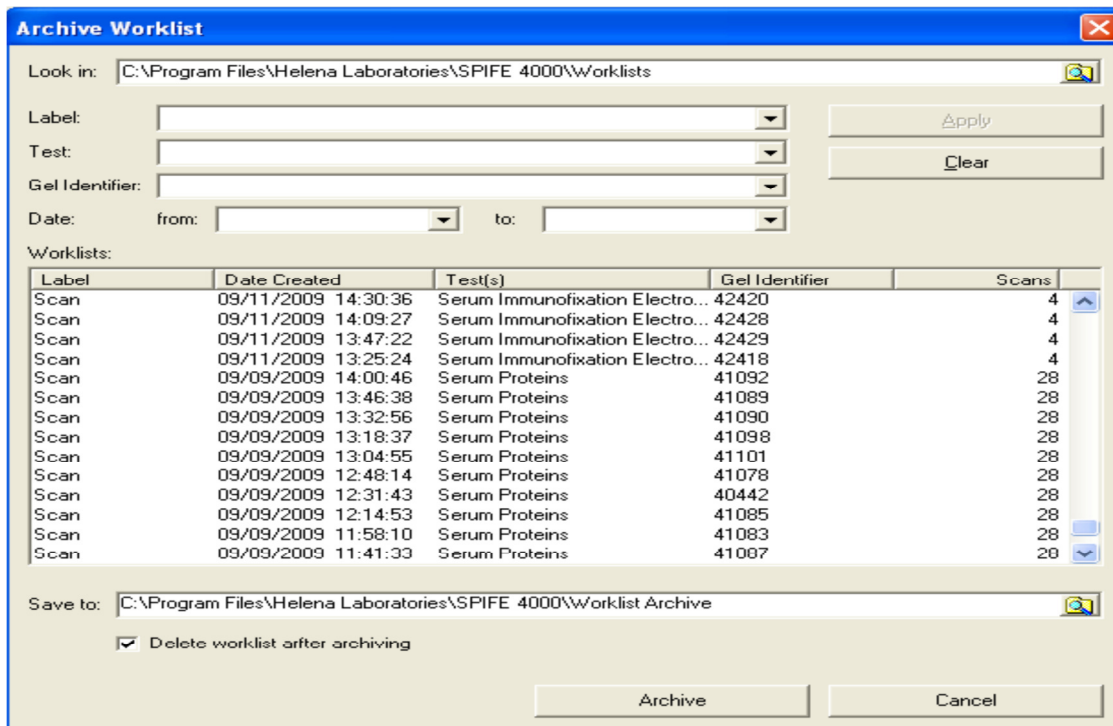 Archive Worklist
Look in: C:\Program Files\Helena Laboratories\SPIFE 4000\Worklists
Label: Apply
Test: Clear
Gel Identifier:
Date: from: to:
Worklists:
Label Date Created Test(s) Gel Identifier Scans
Scan 09/11/2009 14:30:36 Serum Immunofixation Electro... 42420 4
Scan 09/11/2009 14:09:27 Serum Immunofixation Electro... 42428 4
Scan 09/11/2009 13:47:22 Serum Immunofixation Electro... 42429 4
Scan 09/11/2009 13:25:24 Serum Immunofixation Electro... 42418 4
Scan 09/09/2009 14:00:46 Serum Proteins 41092 28
Scan 09/09/2009 13:46:38 Serum Proteins 41089 28
Scan 09/09/2009 13:32:56 Serum Proteins 41090 28
Scan 09/09/2009 13:18:37 Serum Proteins 41098 28
Scan 09/09/2009 13:04:55 Serum Proteins 41101 28
Scan 09/09/2009 12:48:14 Serum Proteins 41078 28
Scan 09/09/2009 12:31:43 Serum Proteins 40442 28
Scan 09/09/2009 12:14:53 Serum Proteins 41085 28
Scan 09/09/2009 11:58:10 Serum Proteins 41083 28
Scan 09/09/2009 11:41:33 Serum Proteins 41087 28
Save to: C:\Program Files\Helena Laboratories\SPIFE 4000\Worklist Archive
Delete worklist arfter archiving
Archive Cancel